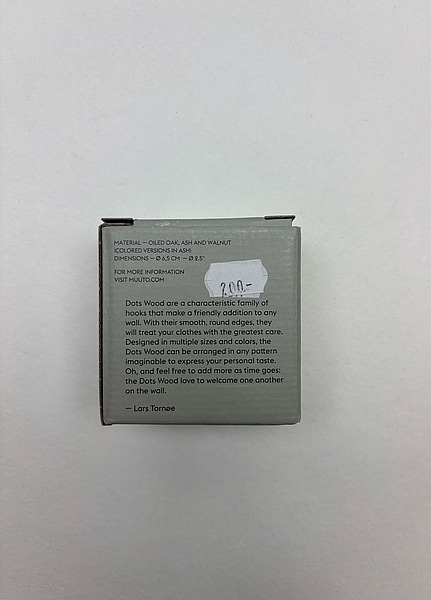 MATERIAL — OILED OAK, ASH AND WALNUT
(COLORED VERSIONS IN ASH)
DIMENSIONS — Ø 6,5 CM — Ø 2.5"
FOR MORE INFORMATION
VISIT MUUTO.COM
200.-
Dots Wood are a characteristic family of
hooks that make a friendly addition to any
wall. With their smooth, round edges, they
will treat your clothes with the greatest care.
Designed in multiple sizes and colors, the
Dots Wood can be arranged in any pattern
imaginable to express your personal taste.
Oh, and feel free to add more as time goes:
the Dots Wood love to welcome one another
on the wall.
— Lars Tornøe